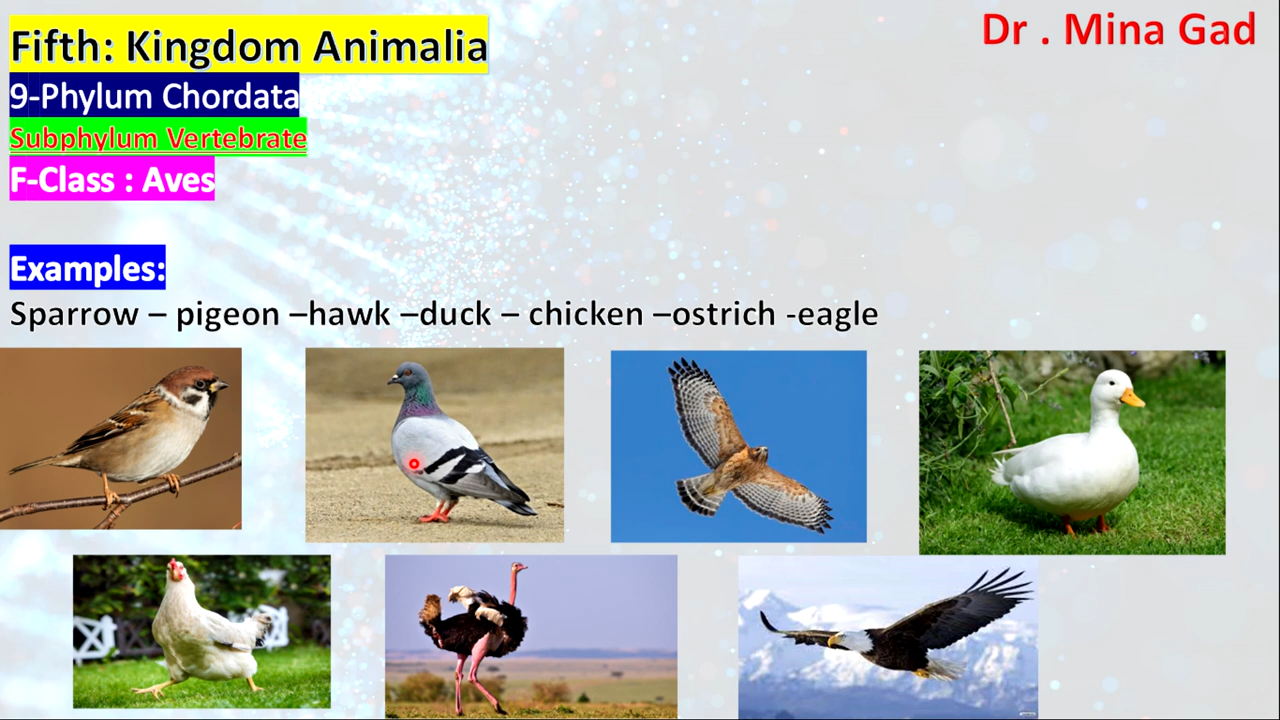 Dr . Mina Gad
Fifth: Kingdom Animalia
9-Phylum Chordata
Subphylum Vertebrate
F-Class : Aves
Examples:
Sparrow – pigeon –hawk –duck – chicken –ostrich -eagle